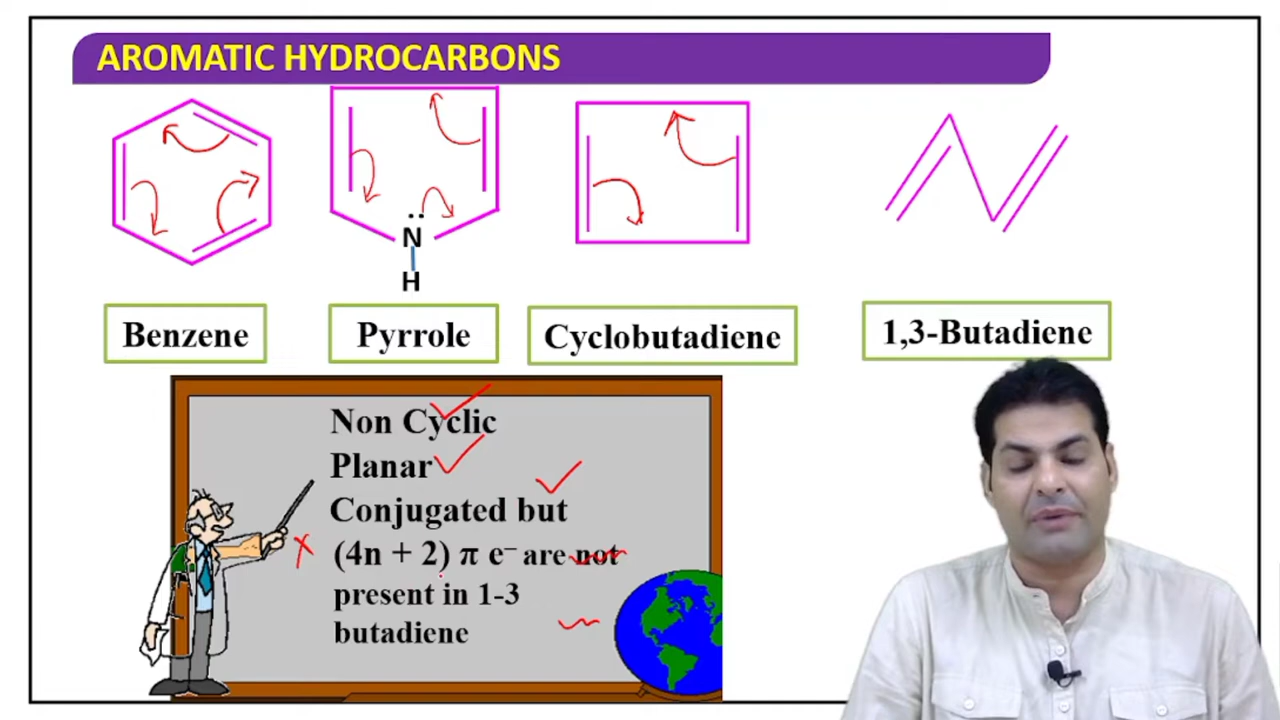 AROMATIC HYDROCARBONS
N
H
Benzene
Pyrrole
Cyclobutadiene
1,3-Butadiene
Non Cyclic
Planar
Conjugated but
(4n + 2) π e⁻ are not
present in 1-3
butadiene